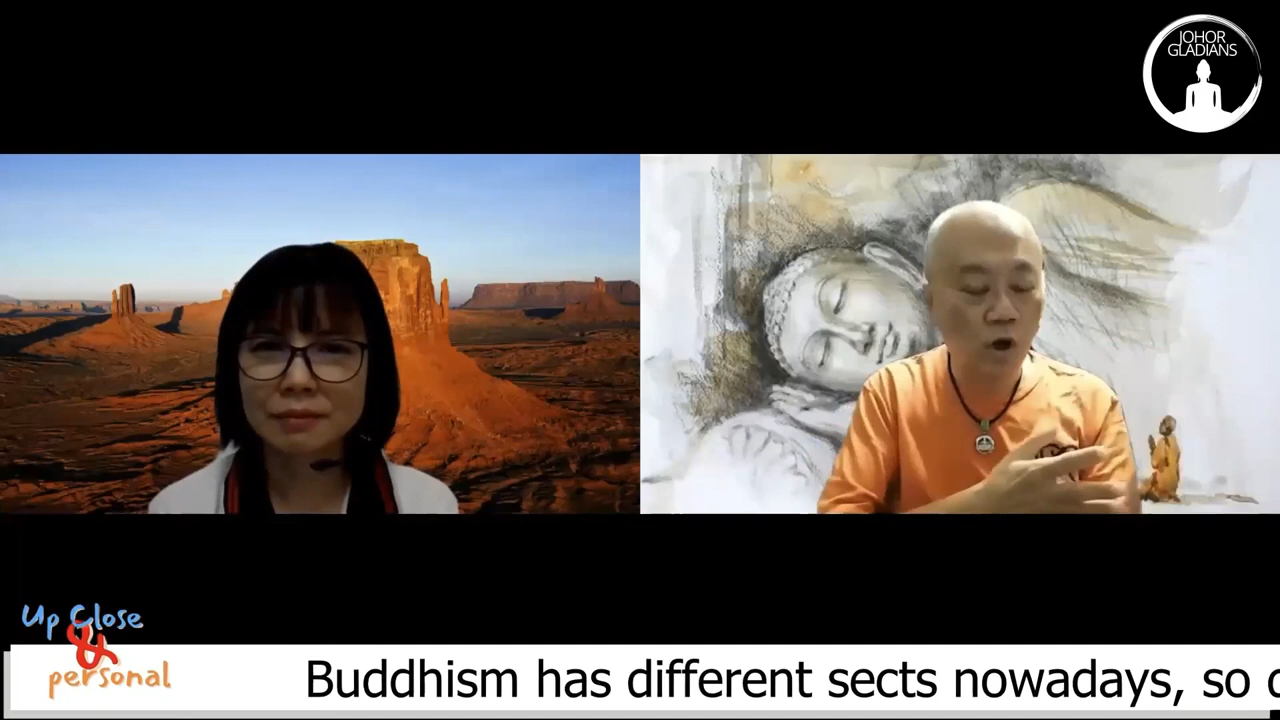 JOHOR
GLADIANS
Up Close
&
personal
Buddhism has different sects nowadays, so